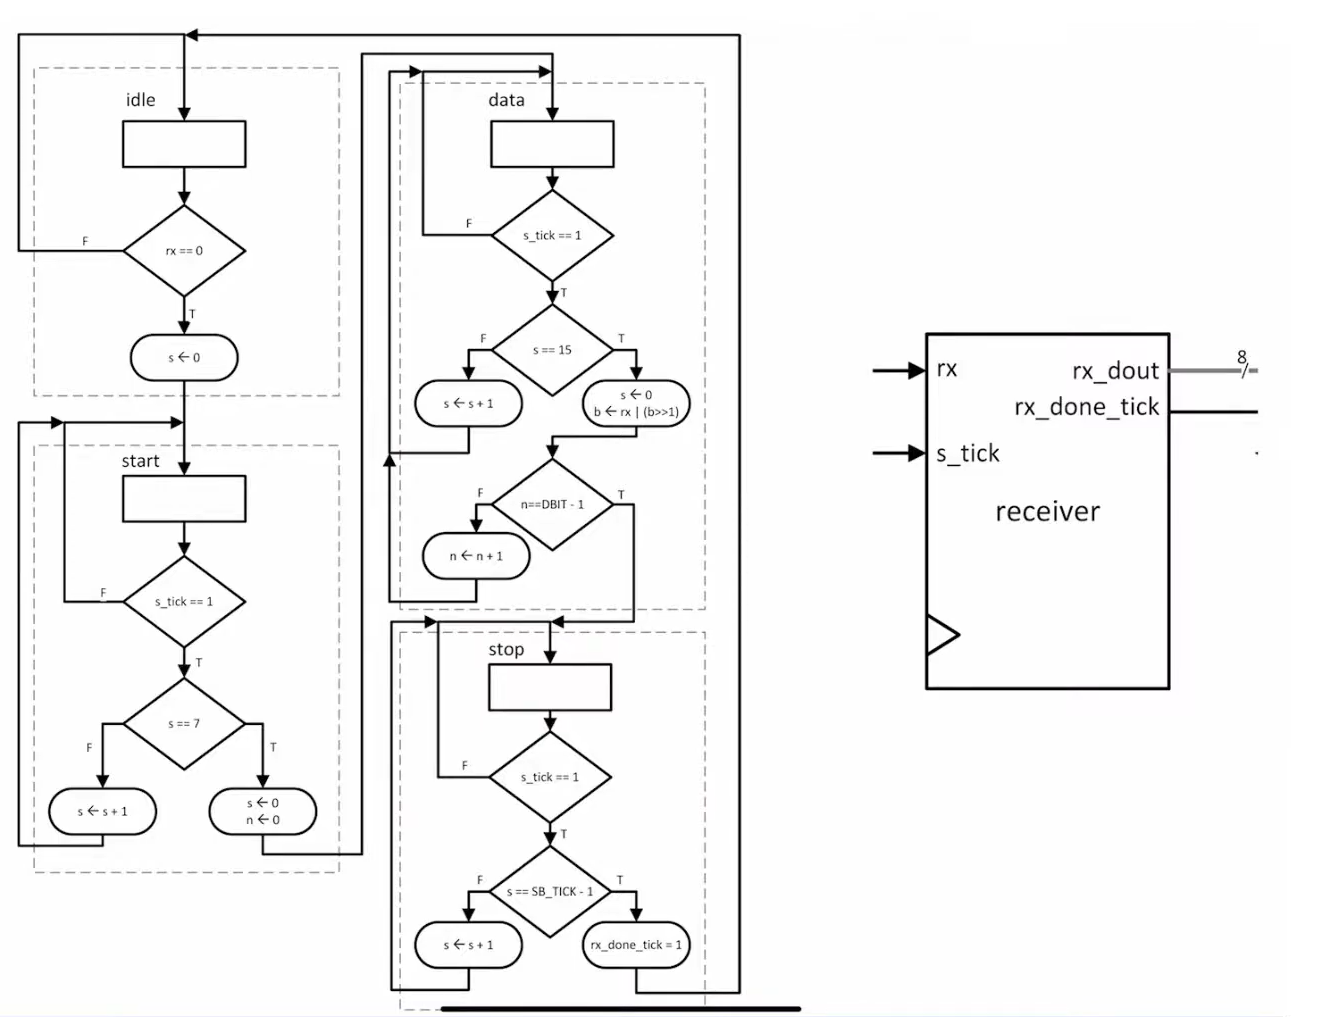 idle
rx == 0
F
T
s ← 0
start
s_tick == 1
F
T
s == 7
F
T
s ← s + 1
s ← 0
n ← 0
data
s_tick == 1
F
T
s == 15
F
T
s ← s + 1
s ← 0
b ← rx | (b>>1)
n==DBIT - 1
F
T
n ← n + 1
stop
s_tick == 1
F
T
s == SB_TICK - 1
F
T
s ← s + 1
rx_done_tick = 1
rx
rx_dout
8
rx_done_tick
s_tick
receiver